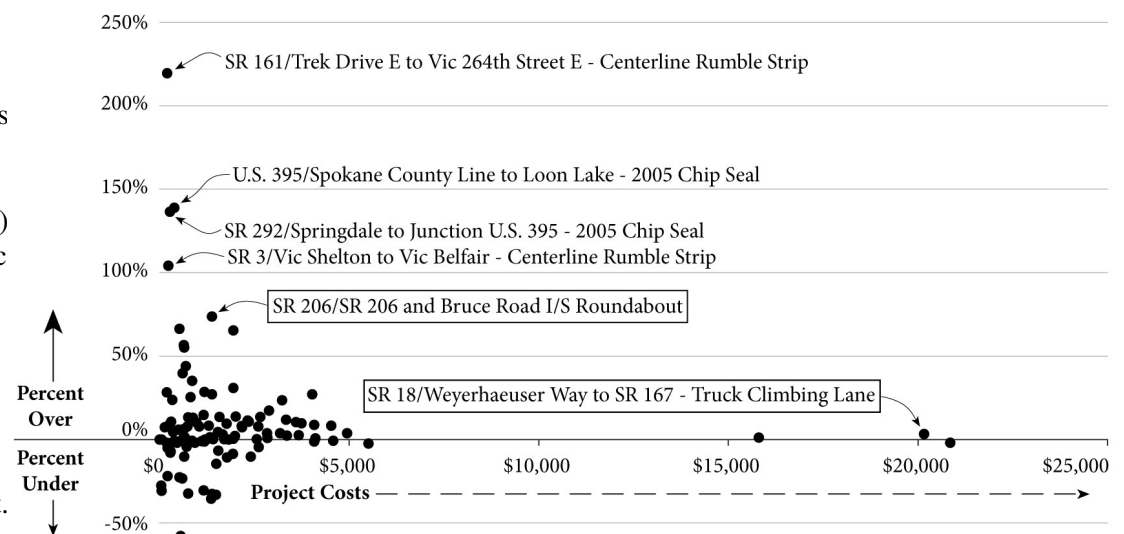 250%
SR 161/Trek Drive E to Vic 264th Street E - Centerline Rumble Strip
200%
s
U.S. 395/Spokane County Line to Loon Lake - 2005 Chip Seal
150%
)
SR 292/Springdale to Junction U.S. 395 - 2005 Chip Seal
c
SR 3/Vic Shelton to Vic Belfair - Centerline Rumble Strip
100%
SR 206/SR 206 and Bruce Road I/S Roundabout
50%
SR 18/Weyerhaeuser Way to SR 167 - Truck Climbing Lane
Percent
Over
0%
Percent
Under
$0
$5,000
$10,000
$15,000
$20,000
$25,000
Project Costs
-50%